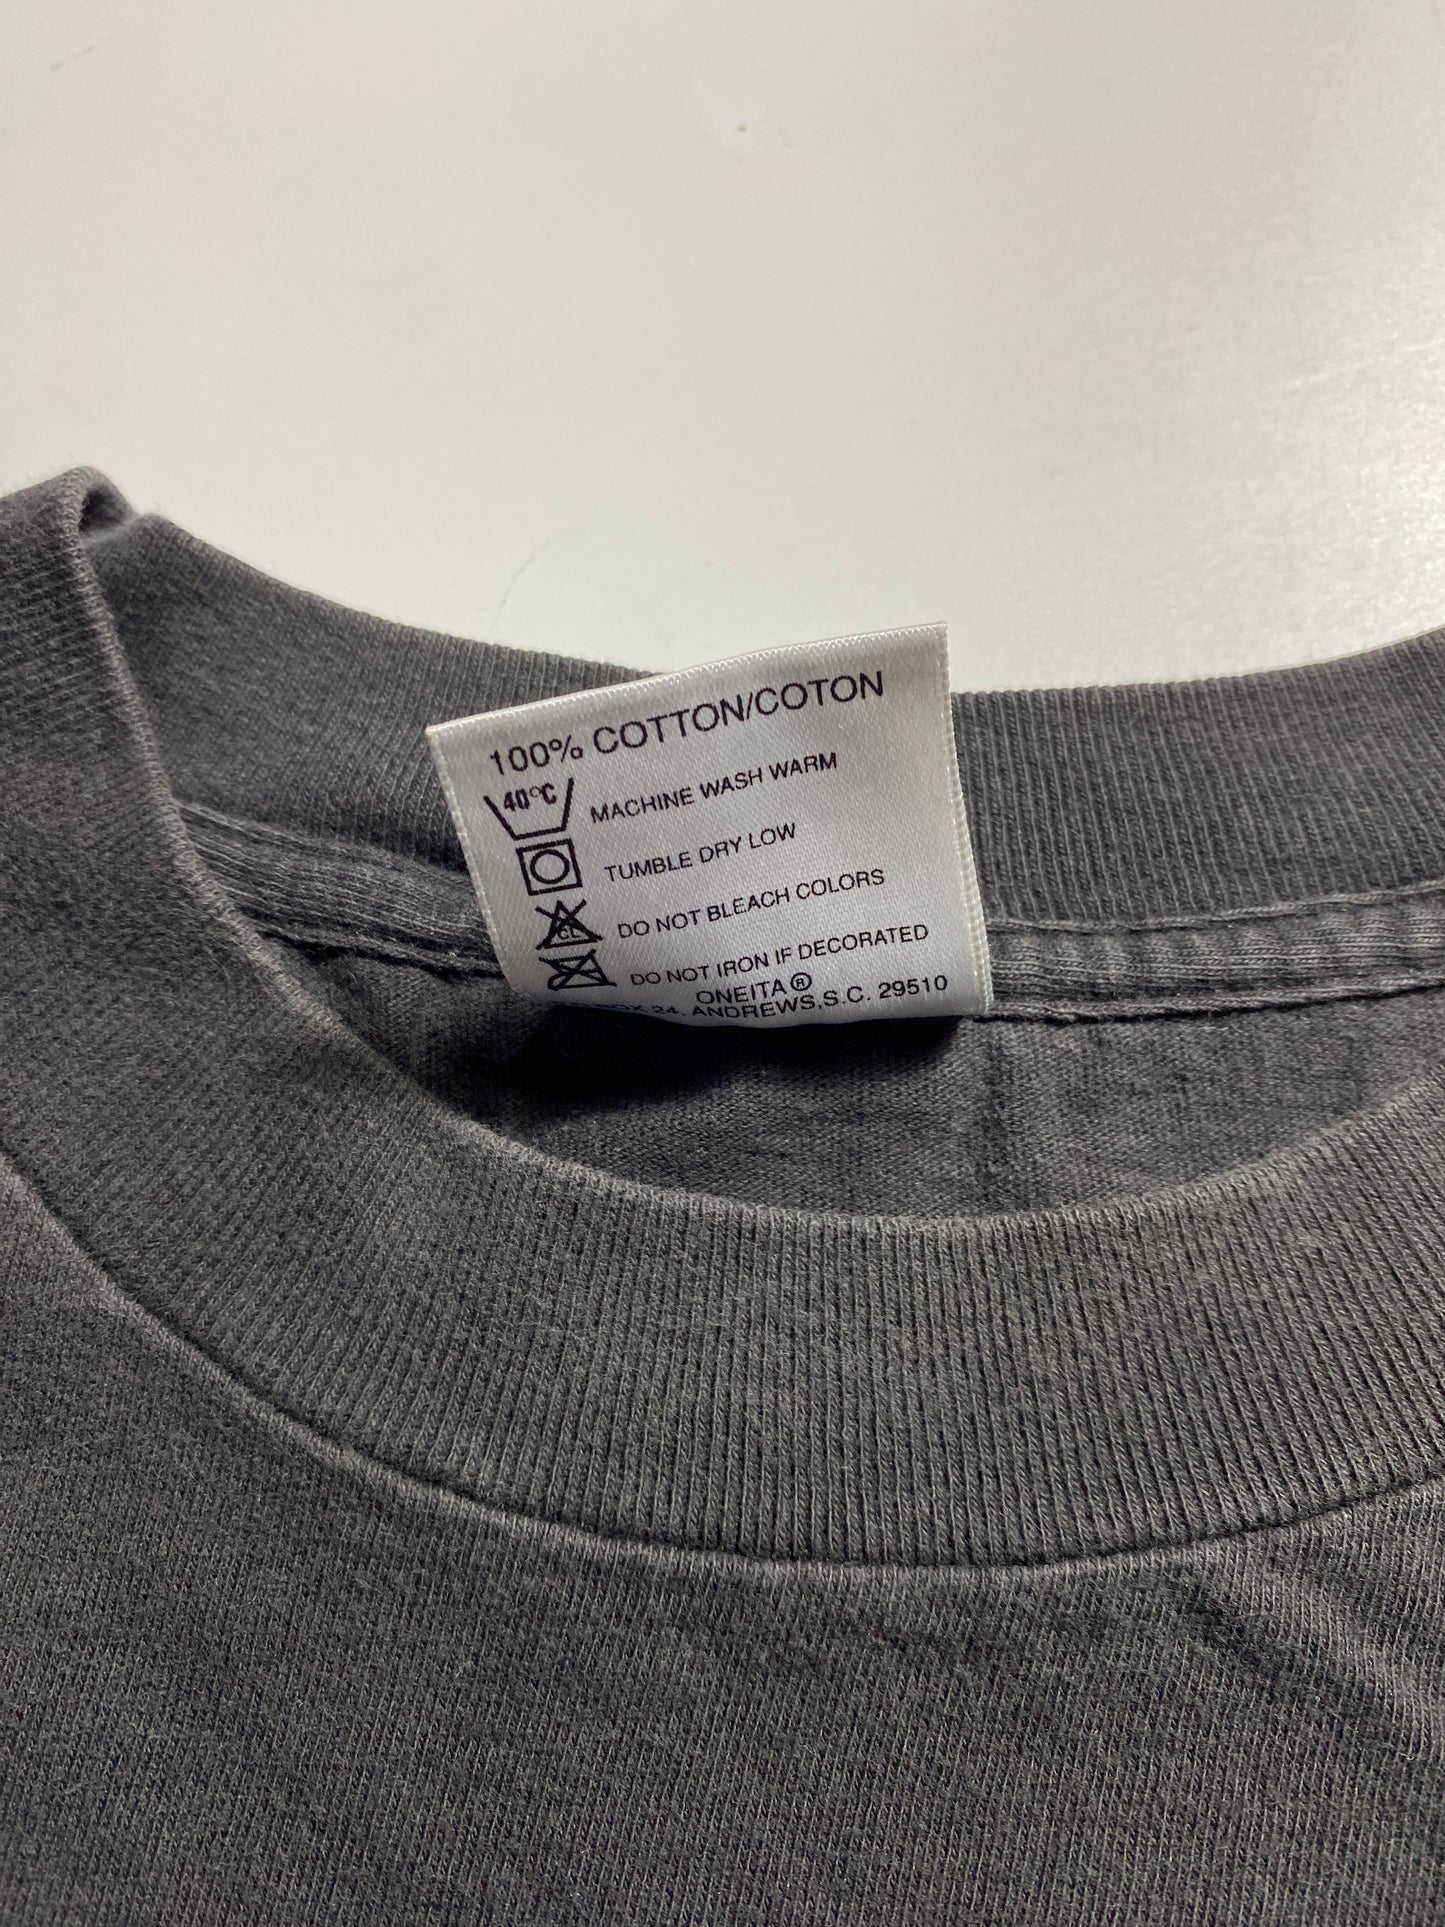 100% COTTON/COTON
40°C MACHINE WASH WARM
TUMBLE DRY LOW
CL DO NOT BLEACH COLORS
DO NOT IRON IF DECORATED
ONEITA®
24, ANDREWS,S.C. 29510